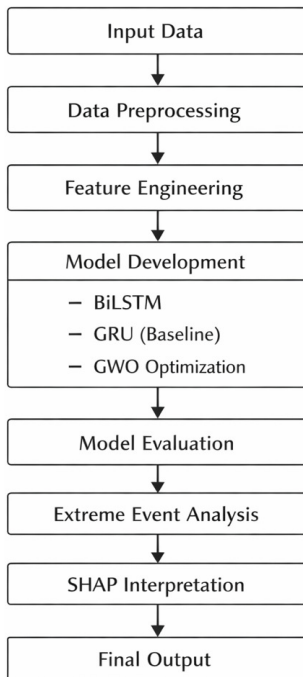 Input Data
Data Preprocessing
Feature Engineering
Model Development
– BiLSTM
– GRU (Baseline)
– GWO Optimization
Model Evaluation
Extreme Event Analysis
SHAP Interpretation
Final Output